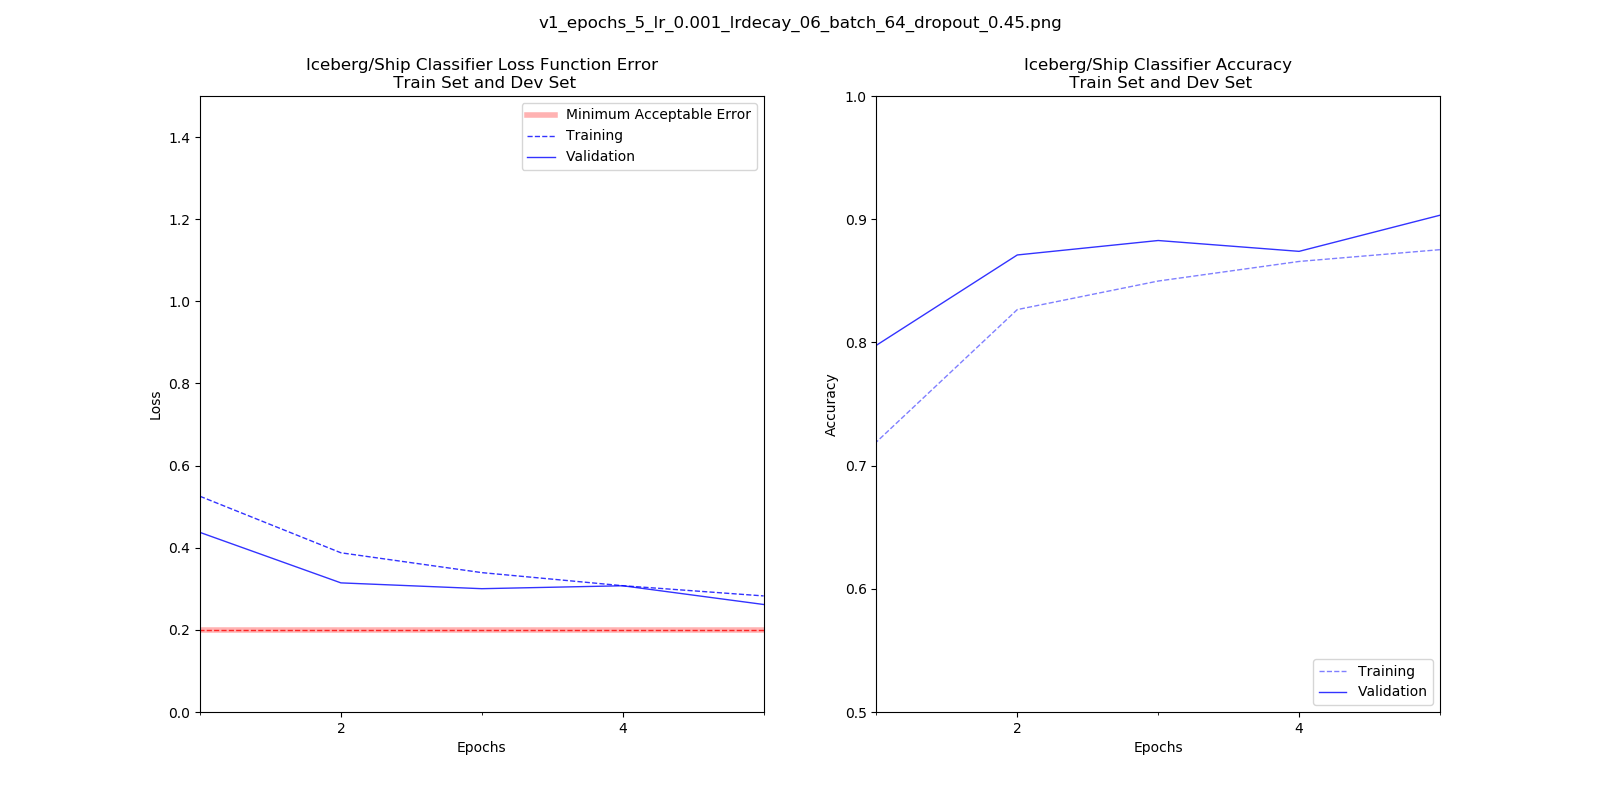 v1_epochs_5_lr_0.001_lrdecay_06_batch_64_dropout_0.45.png
Iceberg/Ship Classifier Loss Function Error
Train Set and Dev Set
Minimum Acceptable Error
Training
Validation
1.4
1.2
1.0
0.8
0.6
0.4
0.2
0.0
Loss
2
4
Epochs
Iceberg/Ship Classifier Accuracy
Train Set and Dev Set
1.0
0.9
0.8
0.7
0.6
0.5
Accuracy
Training
Validation
2
4
Epochs